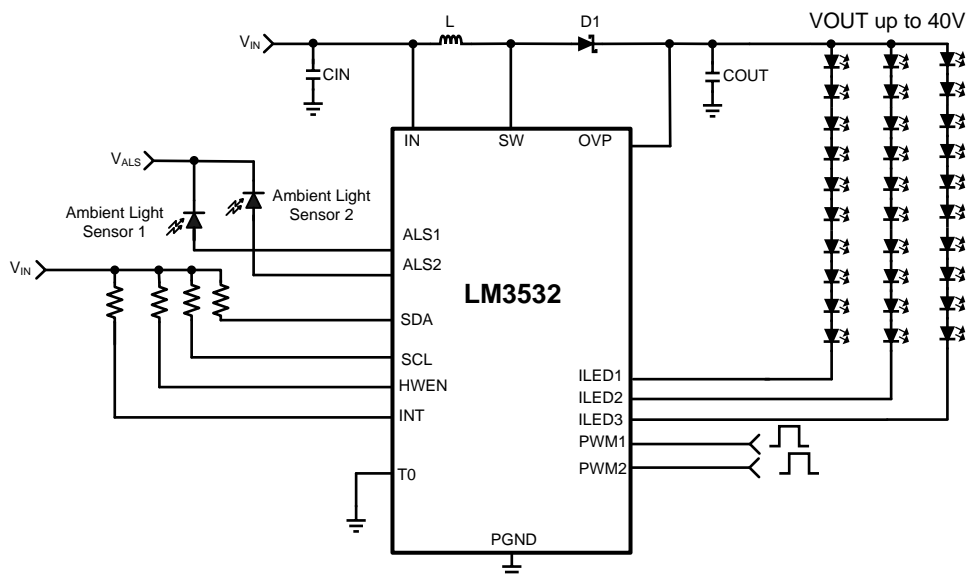 VOUT up to 40V
L
D1
VIN
CIN
COUT
IN
SW
OVP
VALS
Ambient Light
Sensor 1
Ambient Light
Sensor 2
ALS1
ALS2
VIN
LM3532
SDA
SCL
HWEN
INT
T0
ILED1
ILED2
ILED3
PWM1
PWM2
PGND